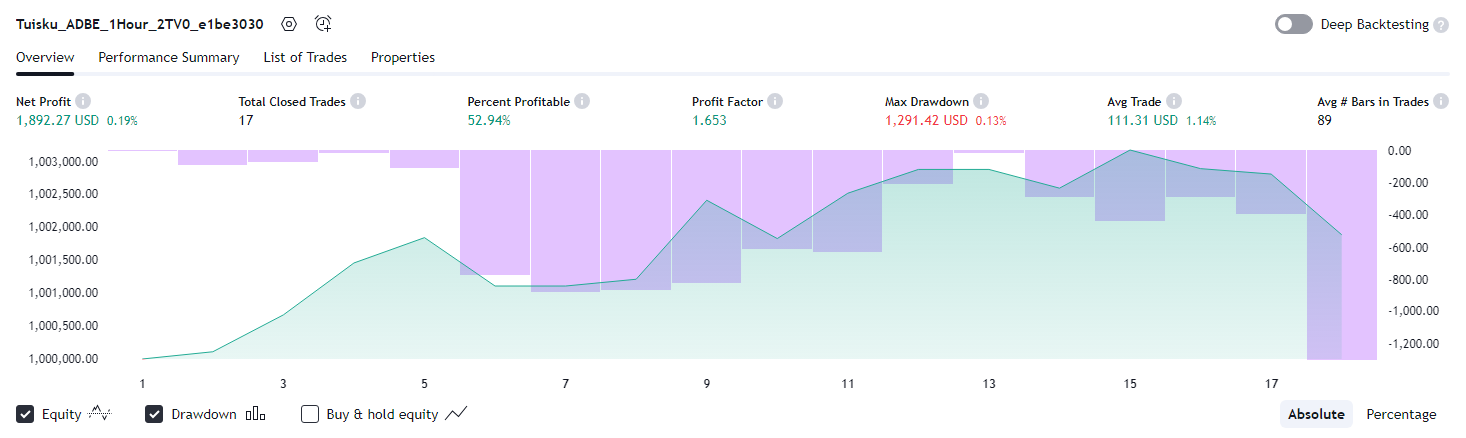 Tuisku_ADBE_1Hour_2TV0_e1be3030 Deep Backtesting ?
Overview Performance Summary List of Trades Properties
Net Profit i Total Closed Trades i Percent Profitable i Profit Factor i Max Drawdown i Avg Trade i Avg # Bars in Trades i
1,892.27 USD 0.19% 17 52.94% 1.653 1,291.42 USD 0.13% 111.31 USD 1.14% 89
1,003,000.00
1,002,500.00
1,002,000.00
1,001,500.00
1,001,000.00
1,000,500.00
1,000,000.00
0.00
-200.00
-400.00
-600.00
-800.00
-1,000.00
-1,200.00
1 3 5 7 9 11 13 15 17
Equity Drawdown Buy & hold equity Absolute Percentage